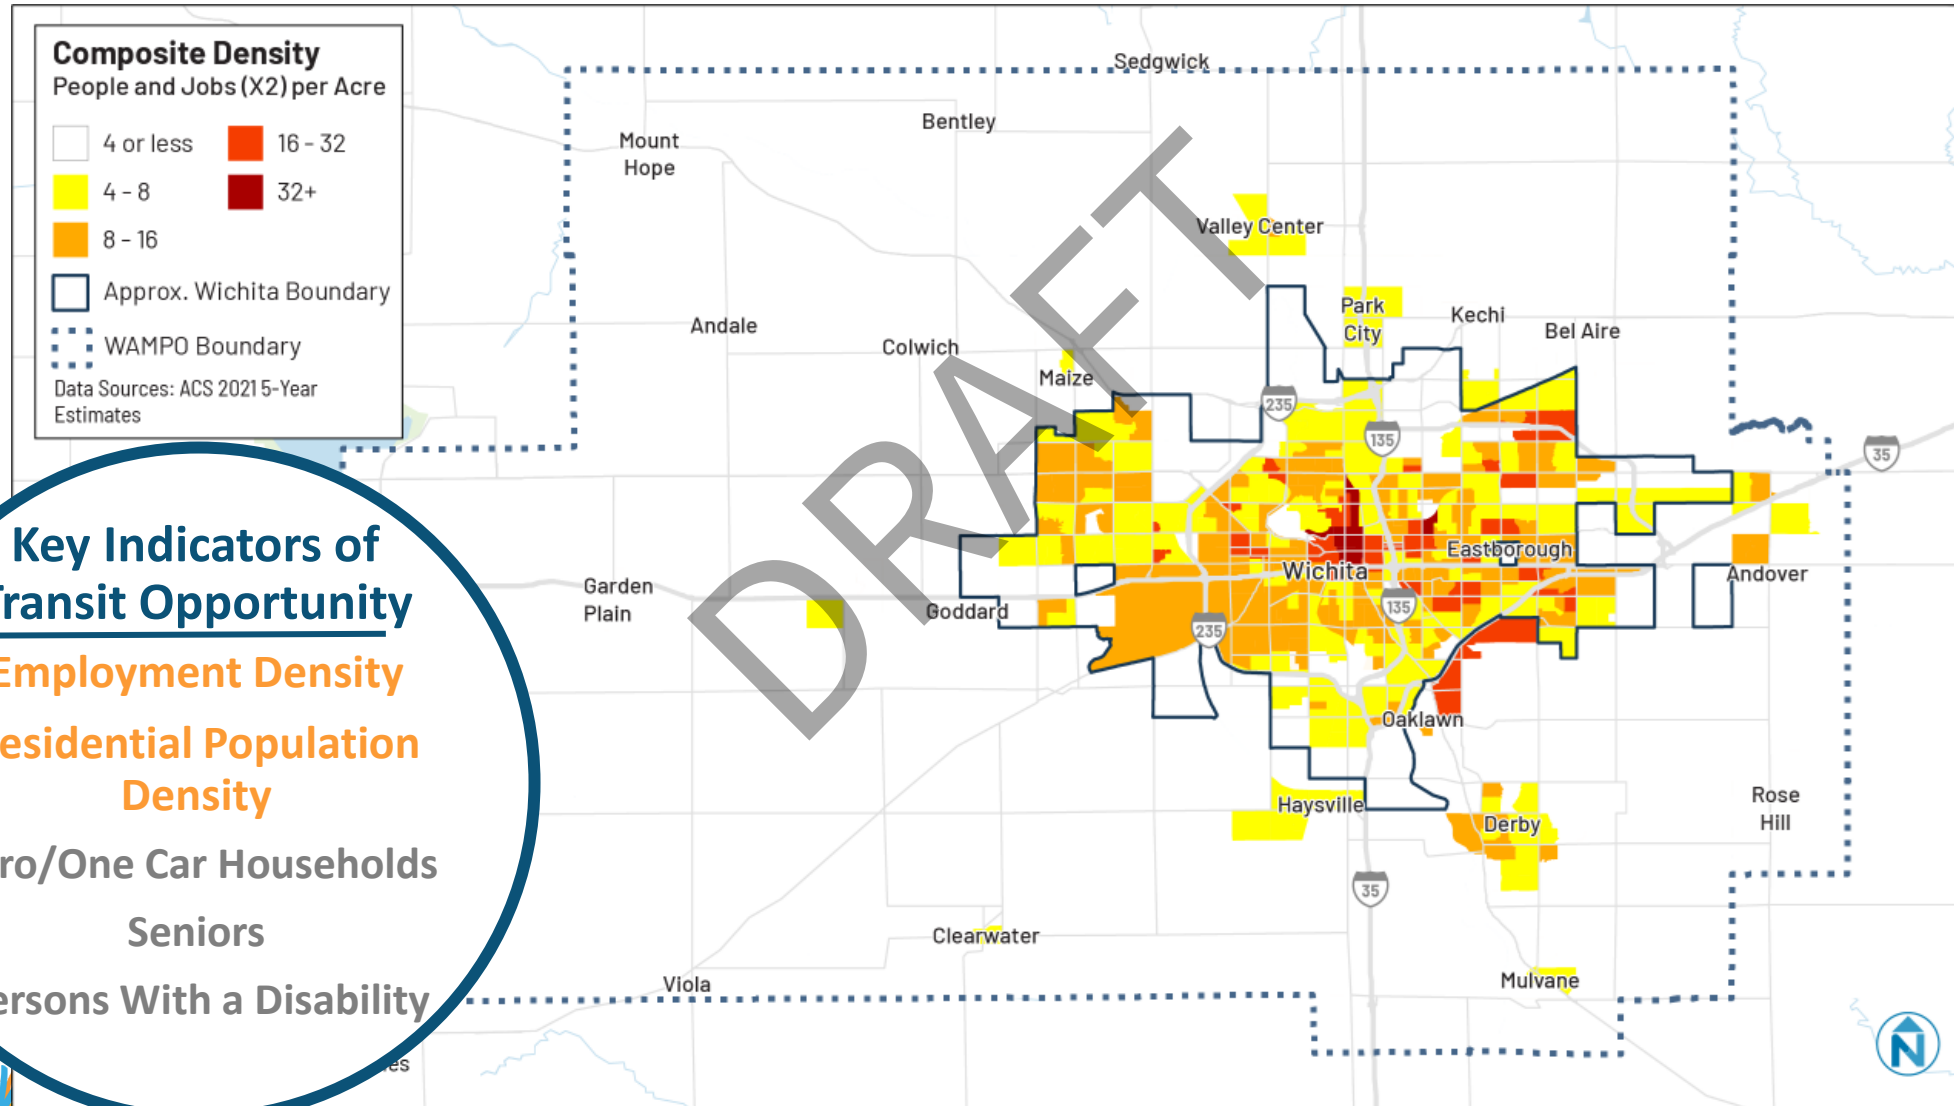 Composite Density
People and Jobs (X2) per Acre
4 or less
16 - 32
4 - 8
32+
8 - 16
Approx. Wichita Boundary
WAMPO Boundary
Data Sources: ACS 2021 5-Year
Estimates
Key Indicators of
Transit Opportunity
Employment Density
esidential Population
Density
ro/One Car Households
Seniors
ersons With a Disability
es
Sedgwick
Bentley
Mount
Hope
Valley Center
Andale
Colwich
Park
City
Kechi
Bel Aire
Maize
235
135
35
Eastborough
Wichita
Andover
Garden
Plain
Goddard
135
235
Oaklawn
Haysville
Derby
Rose
Hill
35
Clearwater
Viola
Mulvane
DRAFT
N